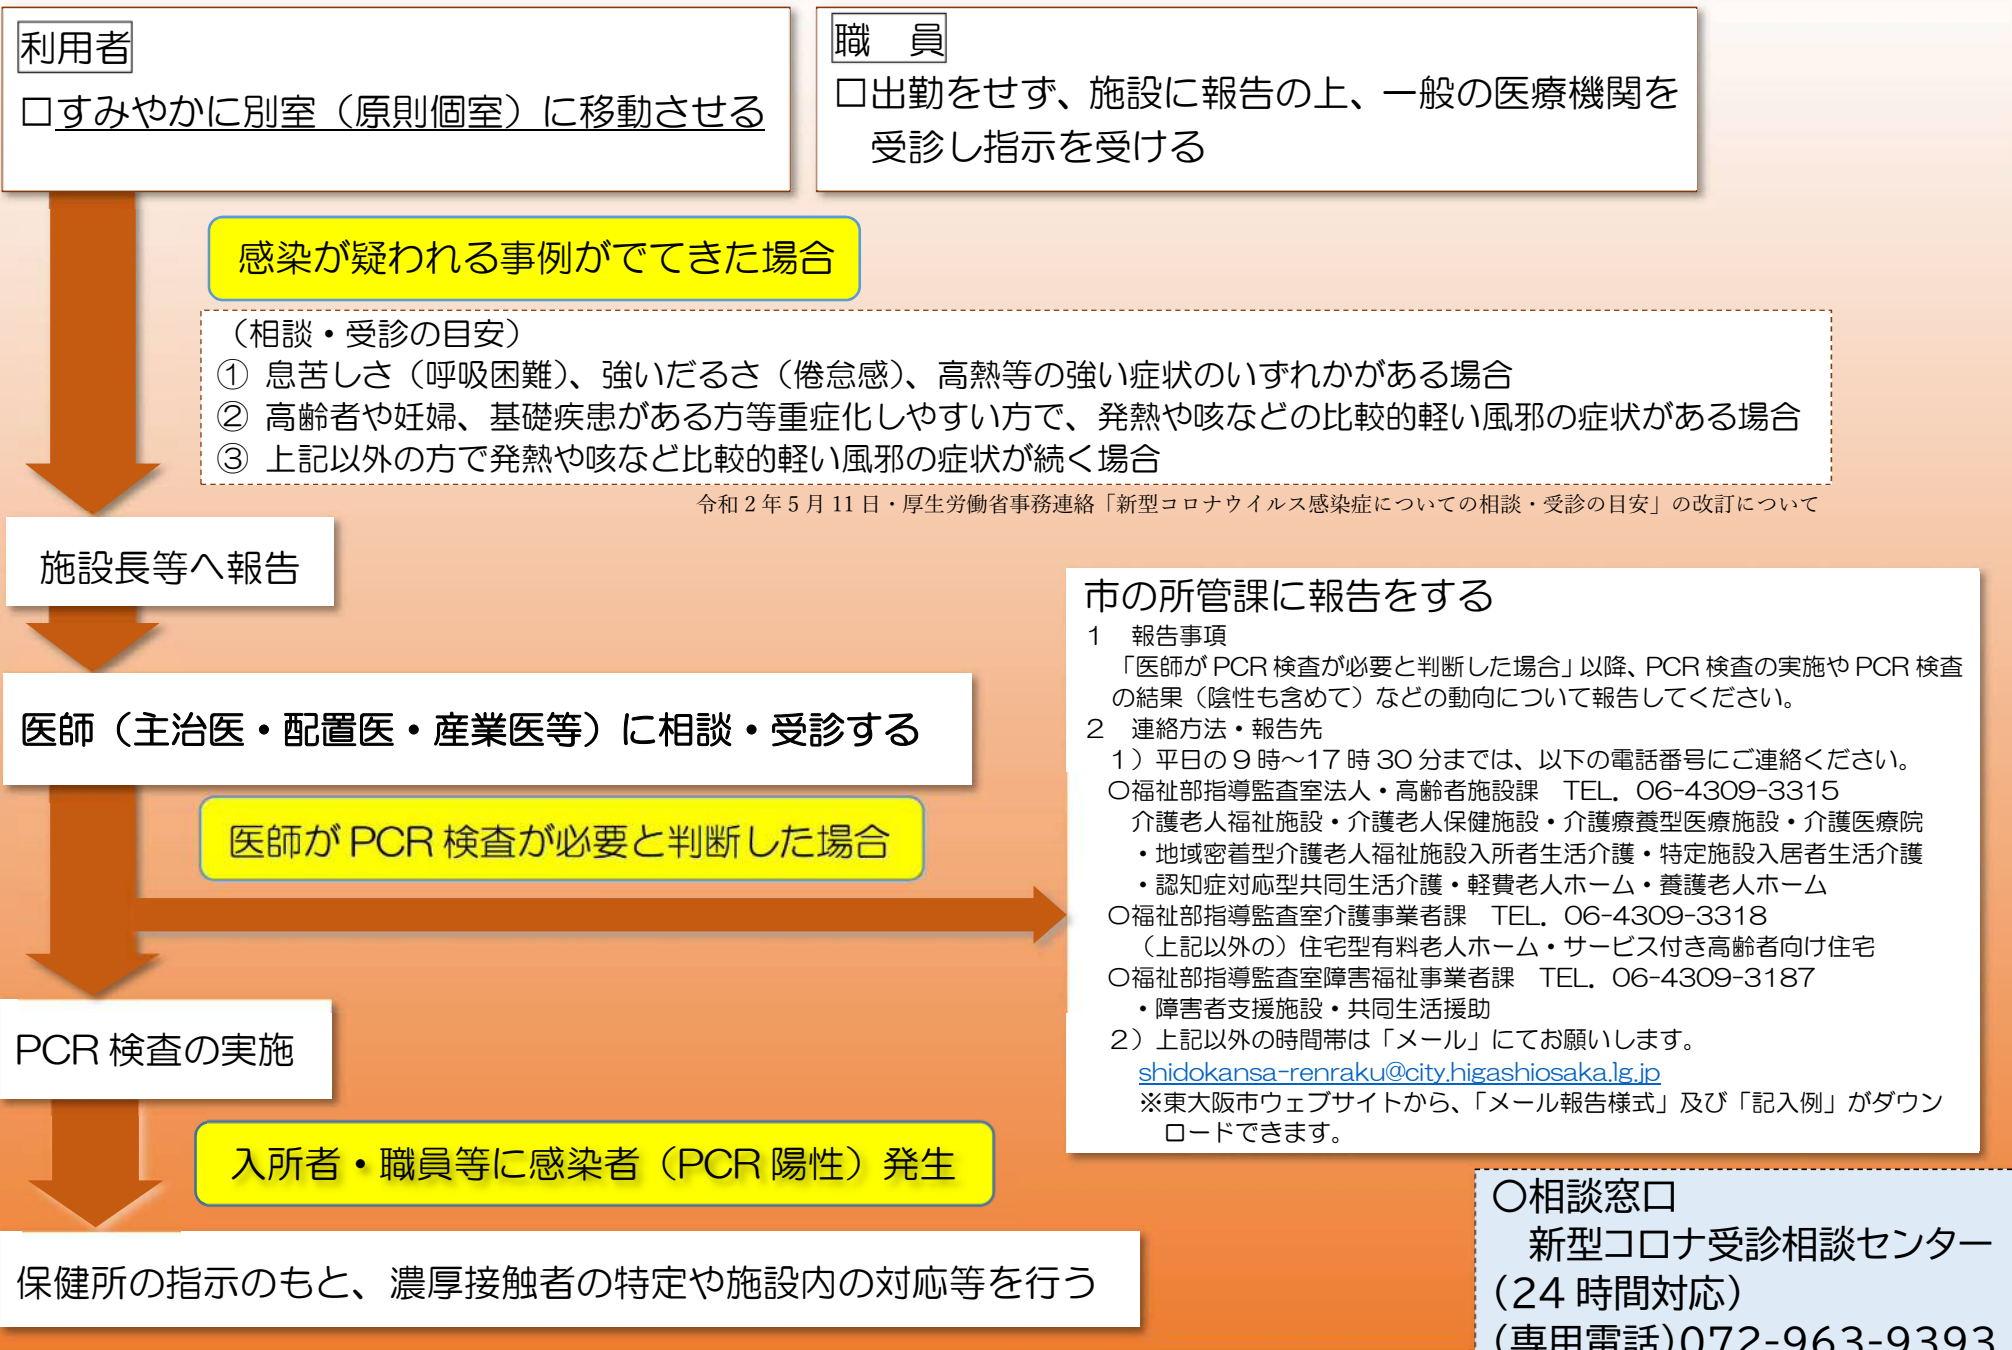 利用者
□すみやかに別室（原則個室）に移動させる
職　員
□出勤をせず、施設に報告の上、一般の医療機関を
受診し指示を受ける
感染が疑われる事例がでてきた場合
（相談・受診の目安）
① 息苦しさ（呼吸困難）、強いだるさ（倦怠感）、高熱等の強い症状のいずれかがある場合
② 高齢者や妊婦、基礎疾患がある方等重症化しやすい方で、発熱や咳などの比較的軽い風邪の症状がある場合
③ 上記以外の方で発熱や咳など比較的軽い風邪の症状が続く場合
令和 2 年 5 月 11 日・厚生労働省事務連絡「新型コロナウイルス感染症についての相談・受診の目安」の改訂について
施設長等へ報告
医師（主治医・配置医・産業医等）に相談・受診する
医師が PCR 検査が必要と判断した場合
PCR 検査の実施
入所者・職員等に感染者（PCR 陽性）発生
保健所の指示のもと、濃厚接触者の特定や施設内の対応等を行う
市の所管課に報告をする
１　報告事項
「医師が PCR 検査が必要と判断した場合」以降、PCR 検査の実施や PCR 検査
の結果（陰性も含めて）などの動向について報告してください。
２　連絡方法・報告先
１）平日の 9 時～17 時 30 分までは、以下の電話番号にご連絡ください。
〇福祉部指導監査室法人・高齢者施設課　TEL．06-4309-3315
介護老人福祉施設・介護老人保健施設・介護療養型医療施設・介護医療院
・地域密着型介護老人福祉施設入所者生活介護・特定施設入居者生活介護
・認知症対応型共同生活介護・軽費老人ホーム・養護老人ホーム
〇福祉部指導監査室介護事業者課　TEL．06-4309-3318
（上記以外の）住宅型有料老人ホーム・サービス付き高齢者向け住宅
〇福祉部指導監査室障害福祉事業者課　TEL．06-4309-3187
・障害者支援施設・共同生活援助
２）上記以外の時間帯は「メール」にてお願いします。
shidokansa-renraku@city.higashiosaka.lg.jp
※東大阪市ウェブサイトから、「メール報告様式」及び「記入例」がダウン
ロードできます。
〇相談窓口
新型コロナ受診相談センター
(24 時間対応)
(専用電話)072-963-9393